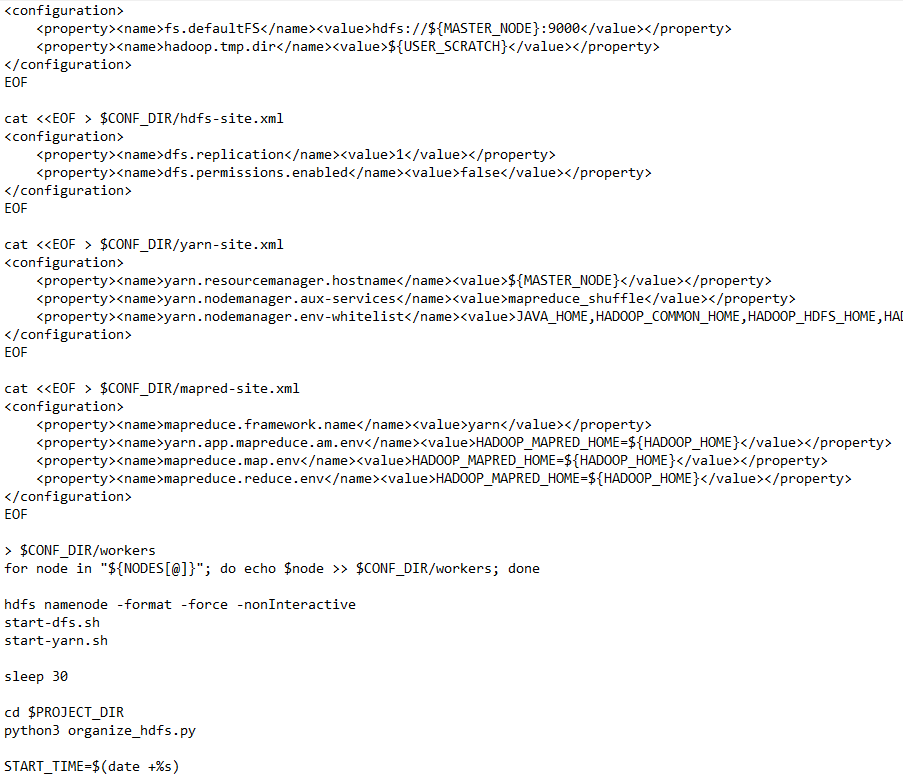 <configuration>
    <property><name>fs.defaultFS</name><value>hdfs://${MASTER_NODE}:9000</value></property>
    <property><name>hadoop.tmp.dir</name><value>${USER_SCRATCH}</value></property>
</configuration>
EOF

cat <<EOF > $CONF_DIR/hdfs-site.xml
<configuration>
    <property><name>dfs.replication</name><value>1</value></property>
    <property><name>dfs.permissions.enabled</name><value>false</value></property>
</configuration>
EOF

cat <<EOF > $CONF_DIR/yarn-site.xml
<configuration>
    <property><name>yarn.resourcemanager.hostname</name><value>${MASTER_NODE}</value></property>
    <property><name>yarn.nodemanager.aux-services</name><value>mapreduce_shuffle</value></property>
    <property><name>yarn.nodemanager.env-whitelist</name><value>JAVA_HOME,HADOOP_COMMON_HOME,HADOOP_HDFS_HOME,HAD
</configuration>
EOF

cat <<EOF > $CONF_DIR/mapred-site.xml
<configuration>
    <property><name>mapreduce.framework.name</name><value>yarn</value></property>
    <property><name>yarn.app.mapreduce.am.env</name><value>HADOOP_MAPRED_HOME=${HADOOP_HOME}</value></property>
    <property><name>mapreduce.map.env</name><value>HADOOP_MAPRED_HOME=${HADOOP_HOME}</value></property>
    <property><name>mapreduce.reduce.env</name><value>HADOOP_MAPRED_HOME=${HADOOP_HOME}</value></property>
</configuration>
EOF

> $CONF_DIR/workers
for node in "${NODES[@]}"; do echo $node >> $CONF_DIR/workers; done

hdfs namenode -format -force -nonInteractive
start-dfs.sh
start-yarn.sh

sleep 30

cd $PROJECT_DIR
python3 organize_hdfs.py

START_TIME=$(date +%s)